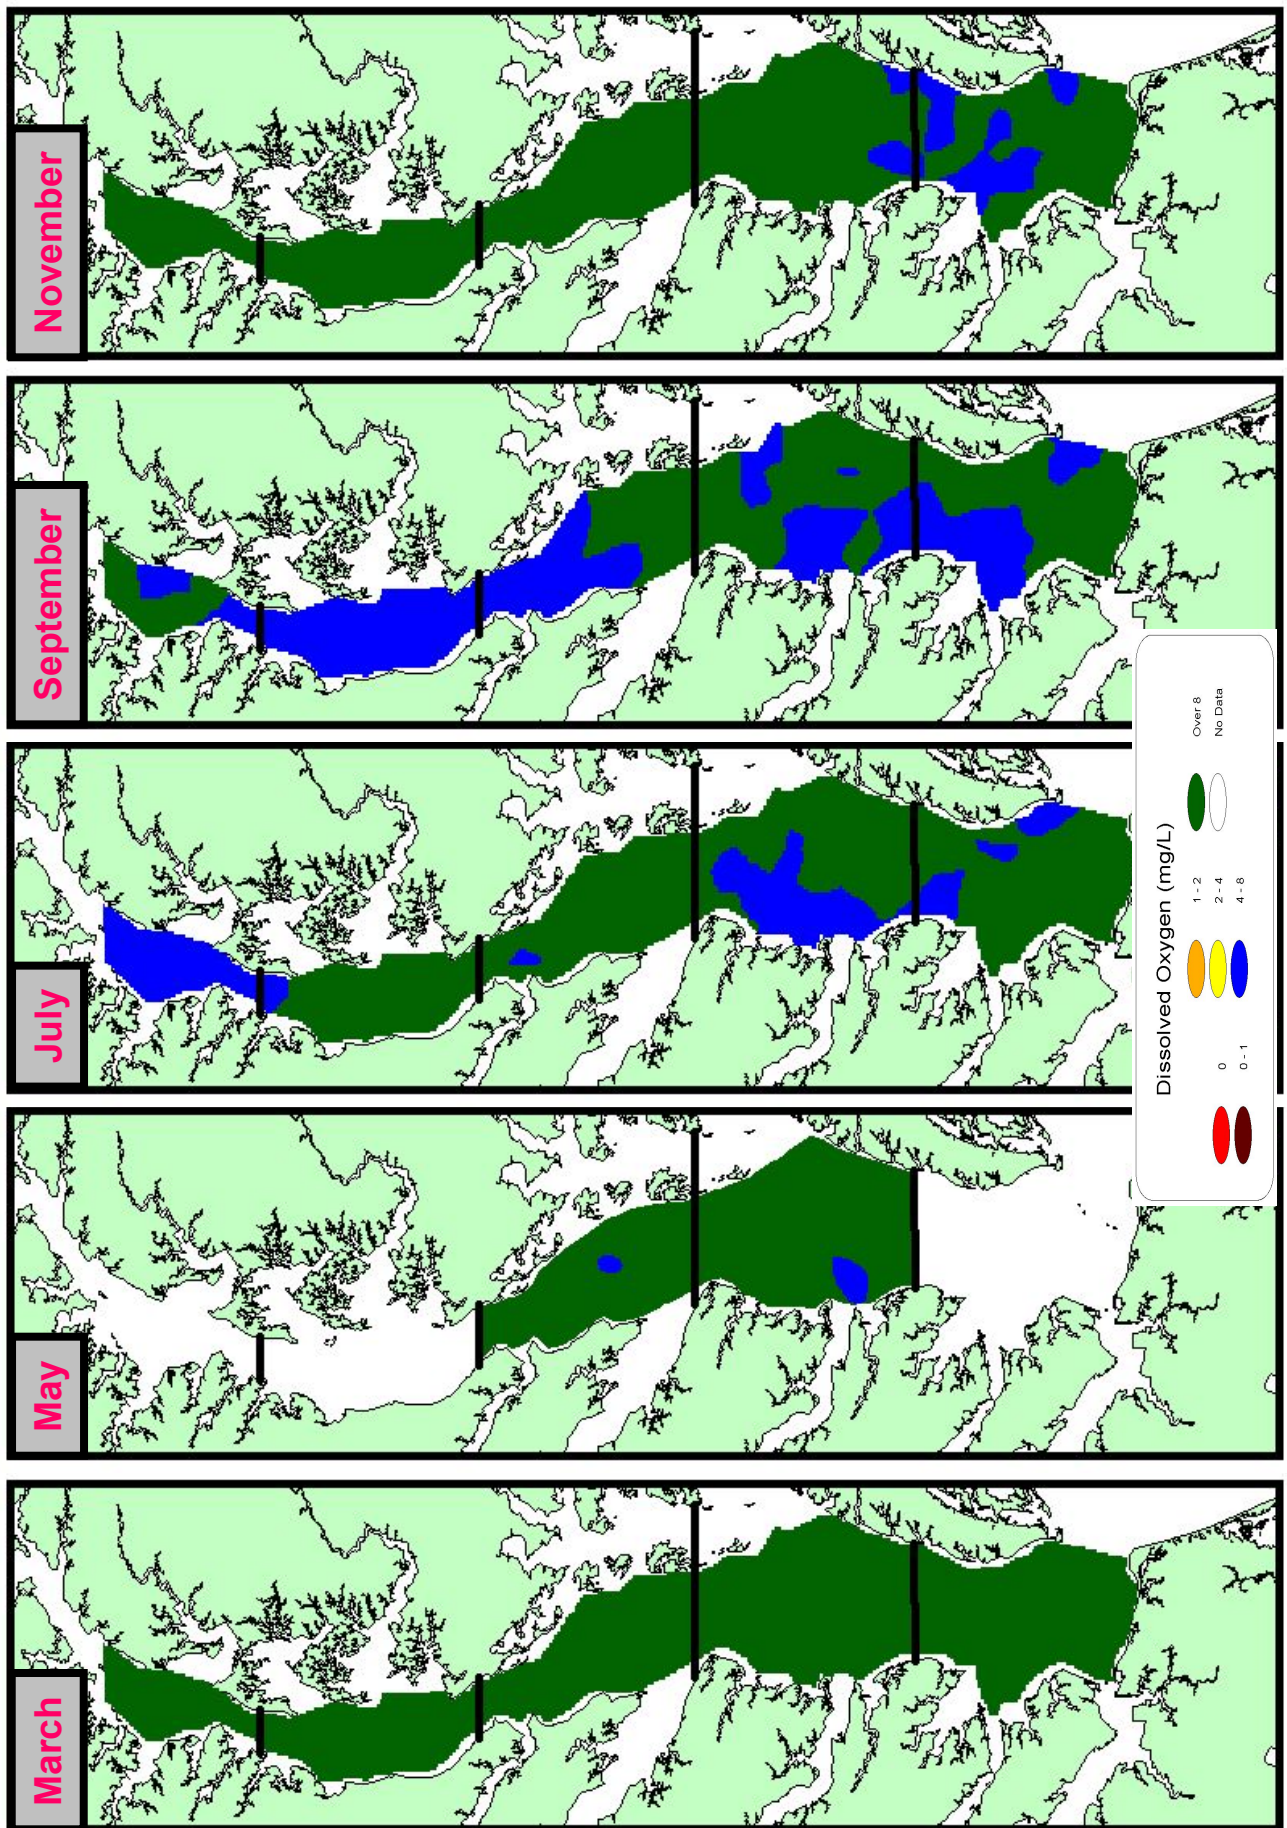 March
May
July
September
November
Dissolved Oxygen (mg/L)
0
0 - 1
1 - 2
2 - 4
4 - 8
Over 8
No Data